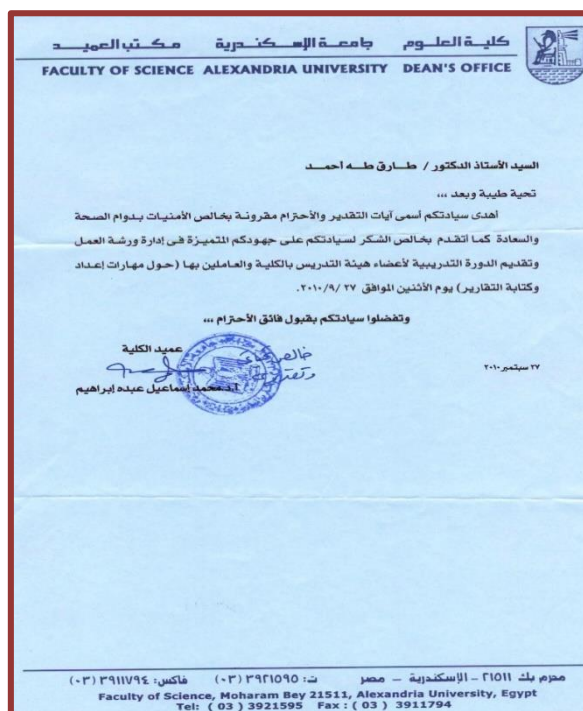 كلية العلوم جامعة الإسكندرية مكتب العميد
FACULTY OF SCIENCE ALEXANDRIA UNIVERSITY DEAN'S OFFICE
السيد الأستاذ الدكتور / طارق طه أحمد
تحية طيبة وبعد ،،،
أهدى سيادتكم أسمى آيات التقدير والأحترام مقرونة بخالص الأمنيات بدوام الصحة
والسعادة كما أتقدم بخالص الشكر لسيادتكم على جهودكم المتميزة فى إدارة ورشة العمل
وتقديم الدورة التدريبية لأعضاء هيئة التدريس بالكلية والعاملين بها (حول مهارات إعداد
وكتابة التقارير) يوم الأثنين الموافق ٢٧ /٢٠١٠/٩.
وتفضلوا سيادتكم بقبول فائق الأحترام ،،،
عميد الكلية
خالص
٢٧ سبتمبر ٢٠١٠
أ.د محمد إسماعيل عبده إبراهيم
محرم بك ٢١٥١١ – الإسكندرية – مصر ت: ٣٩٢١٥٩٥ (٠٣) فاكس: ٣٩١١٧٩٤ (٠٣)
Faculty of Science, Moharam Bey 21511, Alexandria University, Egypt
Tel: ( 03 ) 3921595 Fax : ( 03 ) 3911794